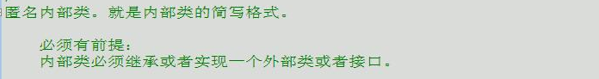 匿名内部类。就是内部类的简写格式。
必须有前提：
内部类必须继承或者实现一个外部类或者接口。